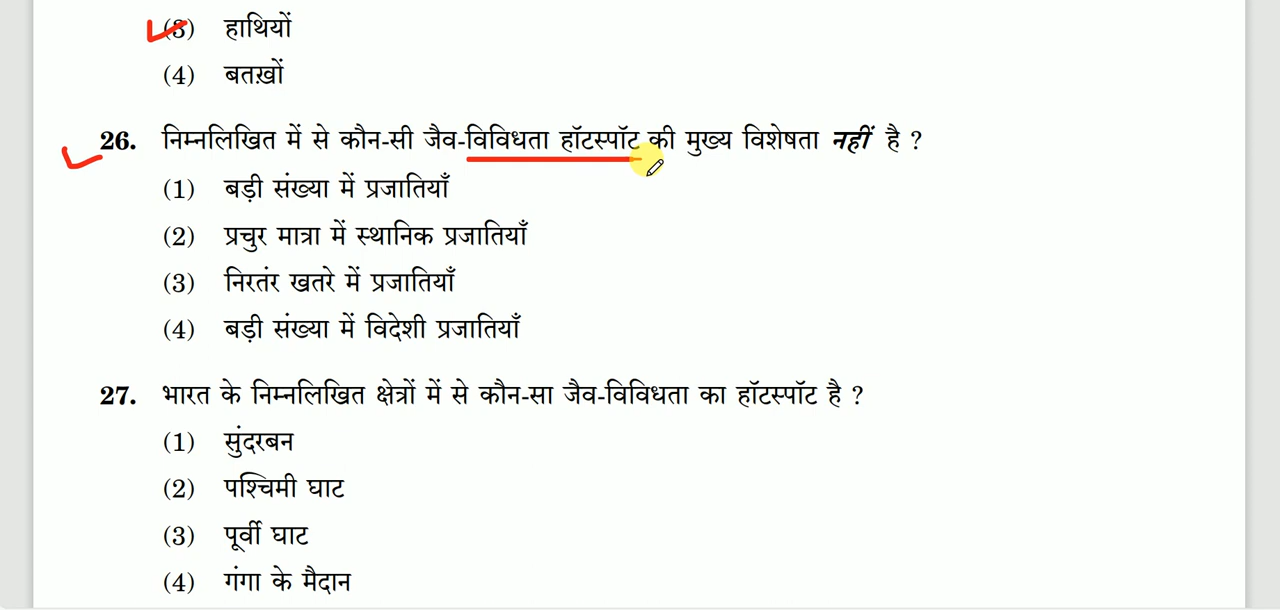 (3) हाथियों
(4) बतख़ों
26. निम्नलिखित में से कौन-सी जैव-विविधता हॉटस्पॉट की मुख्य विशेषता नहीं है ?
(1) बड़ी संख्या में प्रजातियाँ
(2) प्रचुर मात्रा में स्थानिक प्रजातियाँ
(3) निरतंर खतरे में प्रजातियाँ
(4) बड़ी संख्या में विदेशी प्रजातियाँ
27. भारत के निम्नलिखित क्षेत्रों में से कौन-सा जैव-विविधता का हॉटस्पॉट है ?
(1) सुंदरबन
(2) पश्चिमी घाट
(3) पूर्वी घाट
(4) गंगा के मैदान